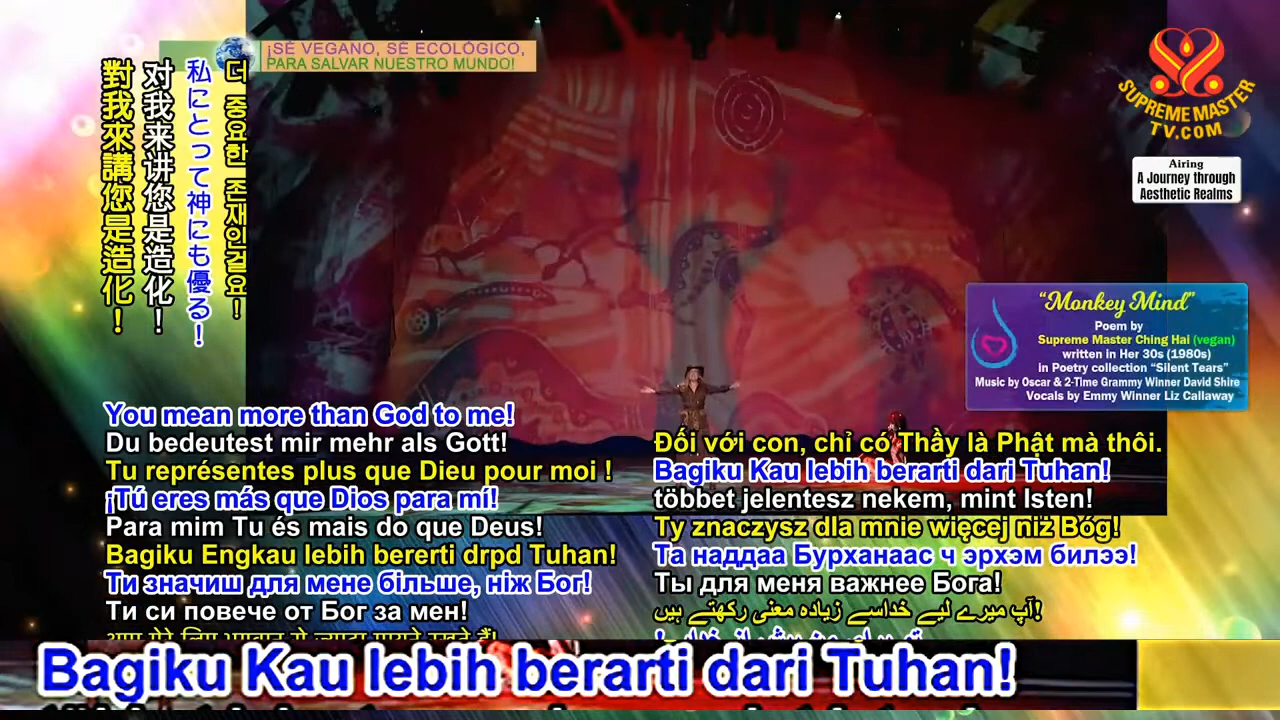 ¡SÉ VEGANO, SÉ ECOLÓGICO,
PARA SALVAR NUESTRO MUNDO!
SUPREME MASTER
TV.COM
Airing
A Journey through
Aesthetic Realms
對我來講您是造化！
对我来讲您是造化！
私にとって神にも優る！
더 중요한 존재인걸요！
“Monkey Mind”
Poem by
Supreme Master Ching Hai (vegan)
written in Her 30s (1980s)
in Poetry collection “Silent Tears”
Music by Oscar & 2-Time Grammy Winner David Shire
Vocals by Emmy Winner Liz Callaway
You mean more than God to me!
Du bedeutest mir mehr als Gott!
Tu représentes plus que Dieu pour moi !
¡Tú eres más que Dios para mí!
Para mim Tu és mais do que Deus!
Bagiku Engkau lebih bererti drpd Tuhan!
Ти значиш для мене більше, ніж Бог!
Ти си повече от Бог за мен!
Đối với con, chỉ có Thầy là Phật mà thôi.
Bagiku Kau lebih berarti dari Tuhan!
többet jelentesz nekem, mint Isten!
Ty znaczysz dla mnie więcej niż Bóg!
Та наддаа Бурханаас ч эрхэм билээ!
Ты для меня важнее Бога!
آپ میرے لیے خداسے زیادہ معنی رکھتے ہیں!
Bagiku Kau lebih berarti dari Tuhan!